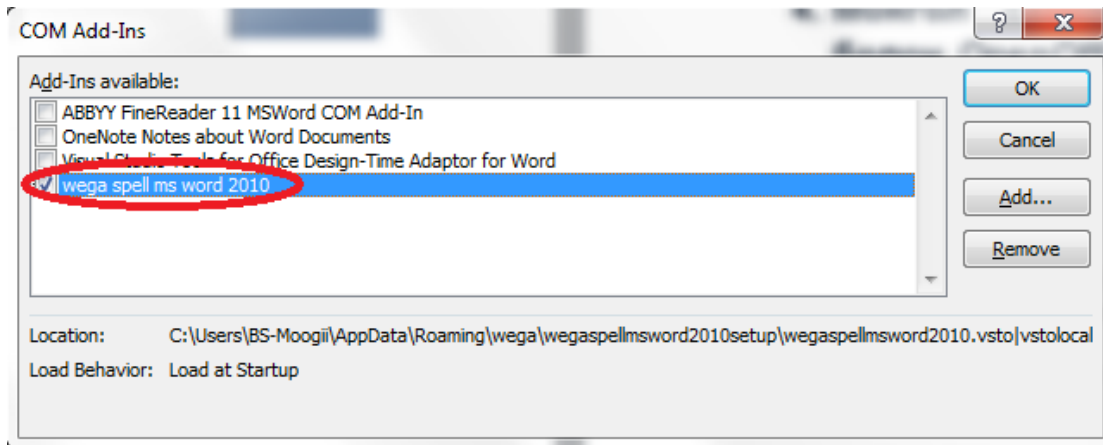 COM Add-Ins
Add-Ins available:
ABBYY FineReader 11 MSWord COM Add-In
OneNote Notes about Word Documents
Visual Studio Tools for Office Design-Time Adaptor for Word
wega spell ms word 2010
OK
Cancel
Add...
Remove
Location: C:\Users\BS-Moogii\AppData\Roaming\wega\wegaspellmsword2010setup\wegaspellmsword2010.vsto|vstolocal
Load Behavior: Load at Startup